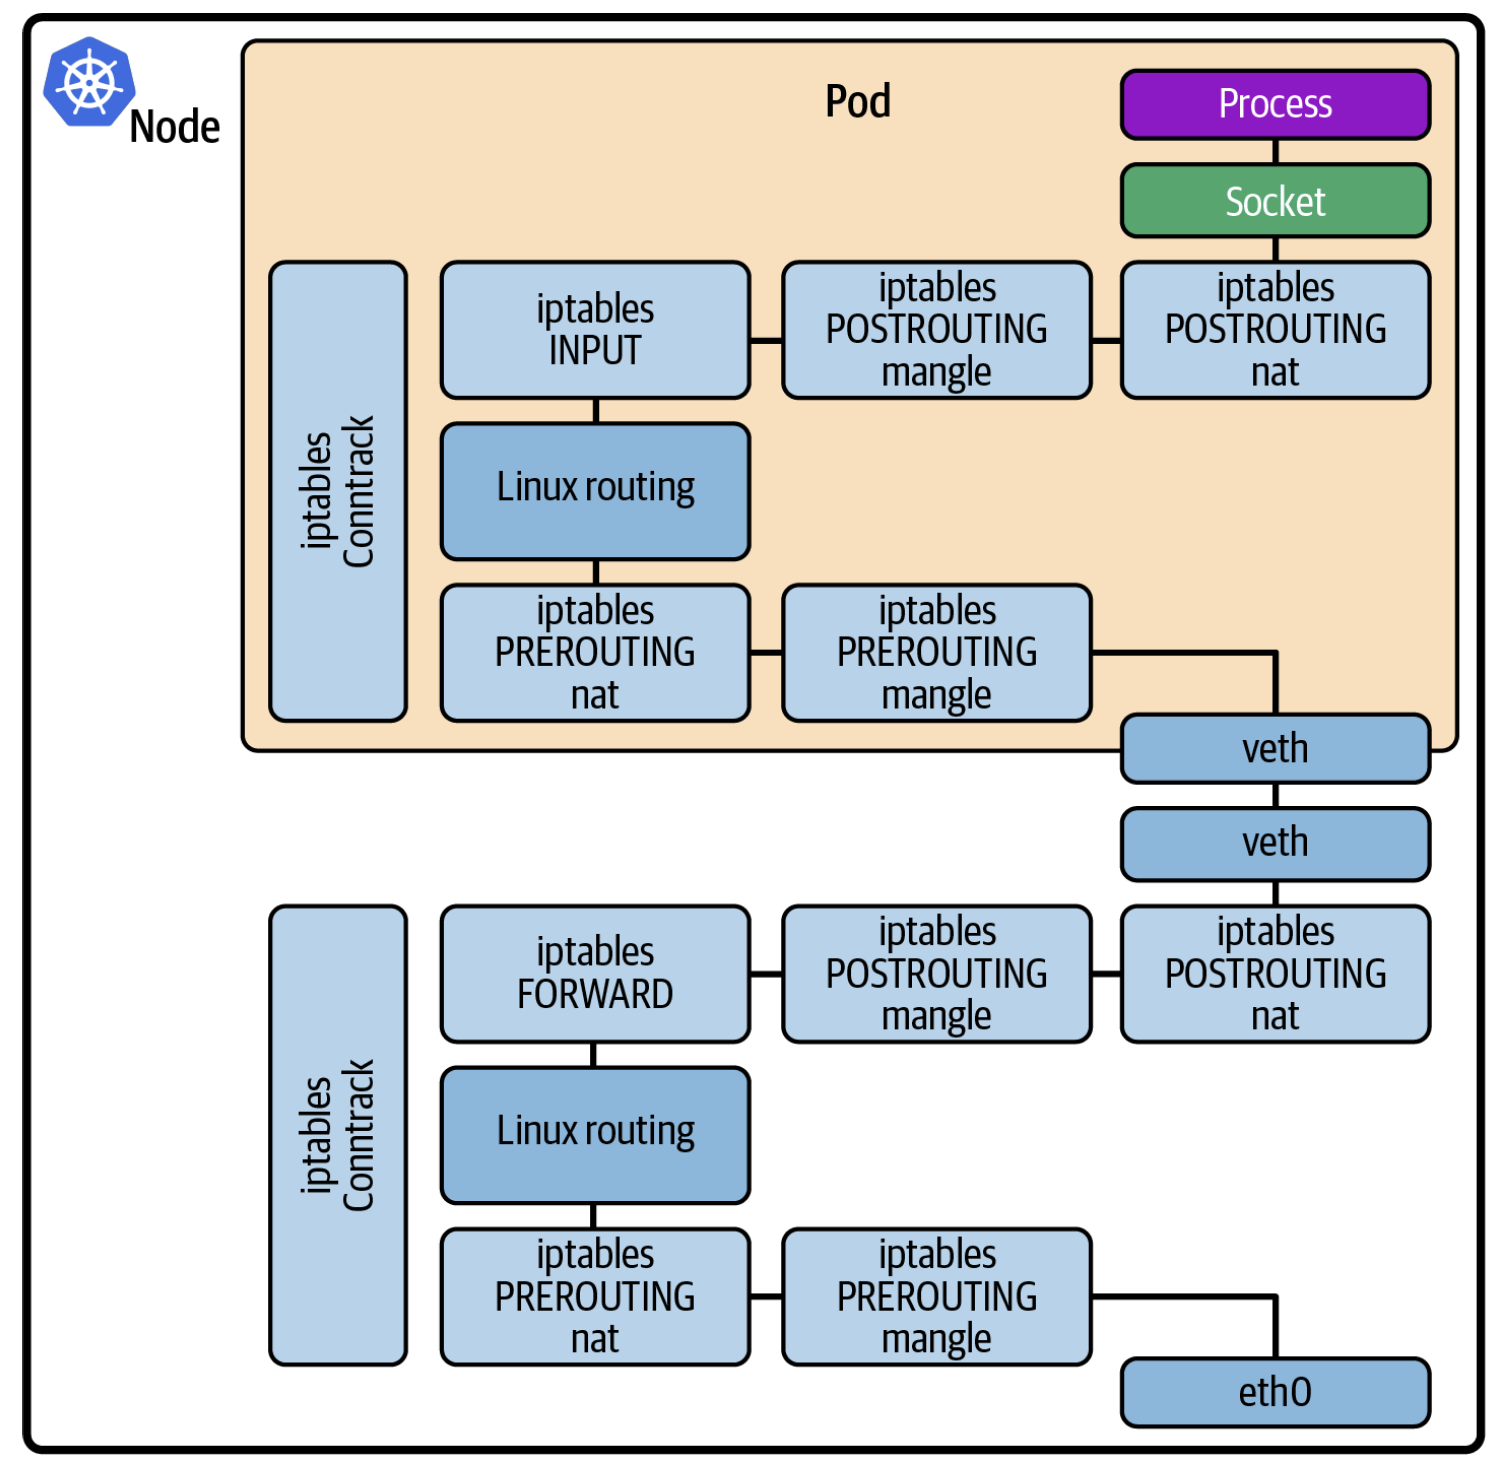 Node
Pod
Process
Socket
iptables
Conntrack
iptables
INPUT
iptables
POSTROUTING
mangle
iptables
POSTROUTING
nat
Linux routing
iptables
PREROUTING
nat
iptables
PREROUTING
mangle
veth
veth
iptables
Conntrack
iptables
FORWARD
iptables
POSTROUTING
mangle
iptables
POSTROUTING
nat
Linux routing
iptables
PREROUTING
nat
iptables
PREROUTING
mangle
eth0